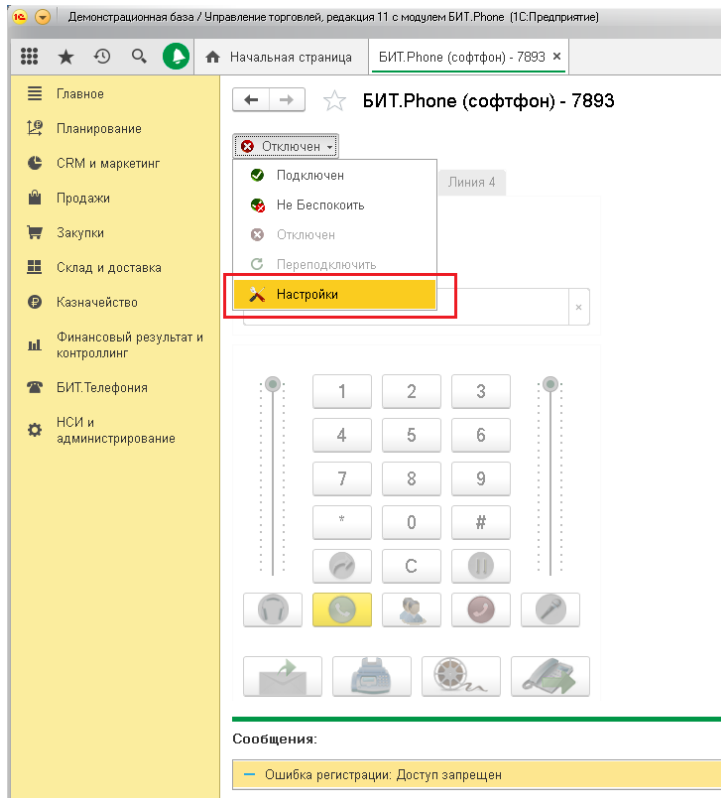 Демонстрационная база / Управление торговлей, редакция 11 с модулем БИТ.Phone (1С:Предприятие)
Начальная страница
БИТ.Phone (софтфон) - 7893 ×
Главное
Планирование
CRM и маркетинг
Продажи
Закупки
Склад и доставка
Казначейство
Финансовый результат и
контроллинг
БИТ.Телефония
НСИ и
администрирование
БИТ.Phone (софтфон) - 7893
Отключен
Подключен
Линия 4
Не Беспокоить
Отключен
Переподключить
Настройки
×
1 2 3
4 5 6
7 8 9
* 0 #
C
Сообщения:
Ошибка регистрации: Доступ запрещен